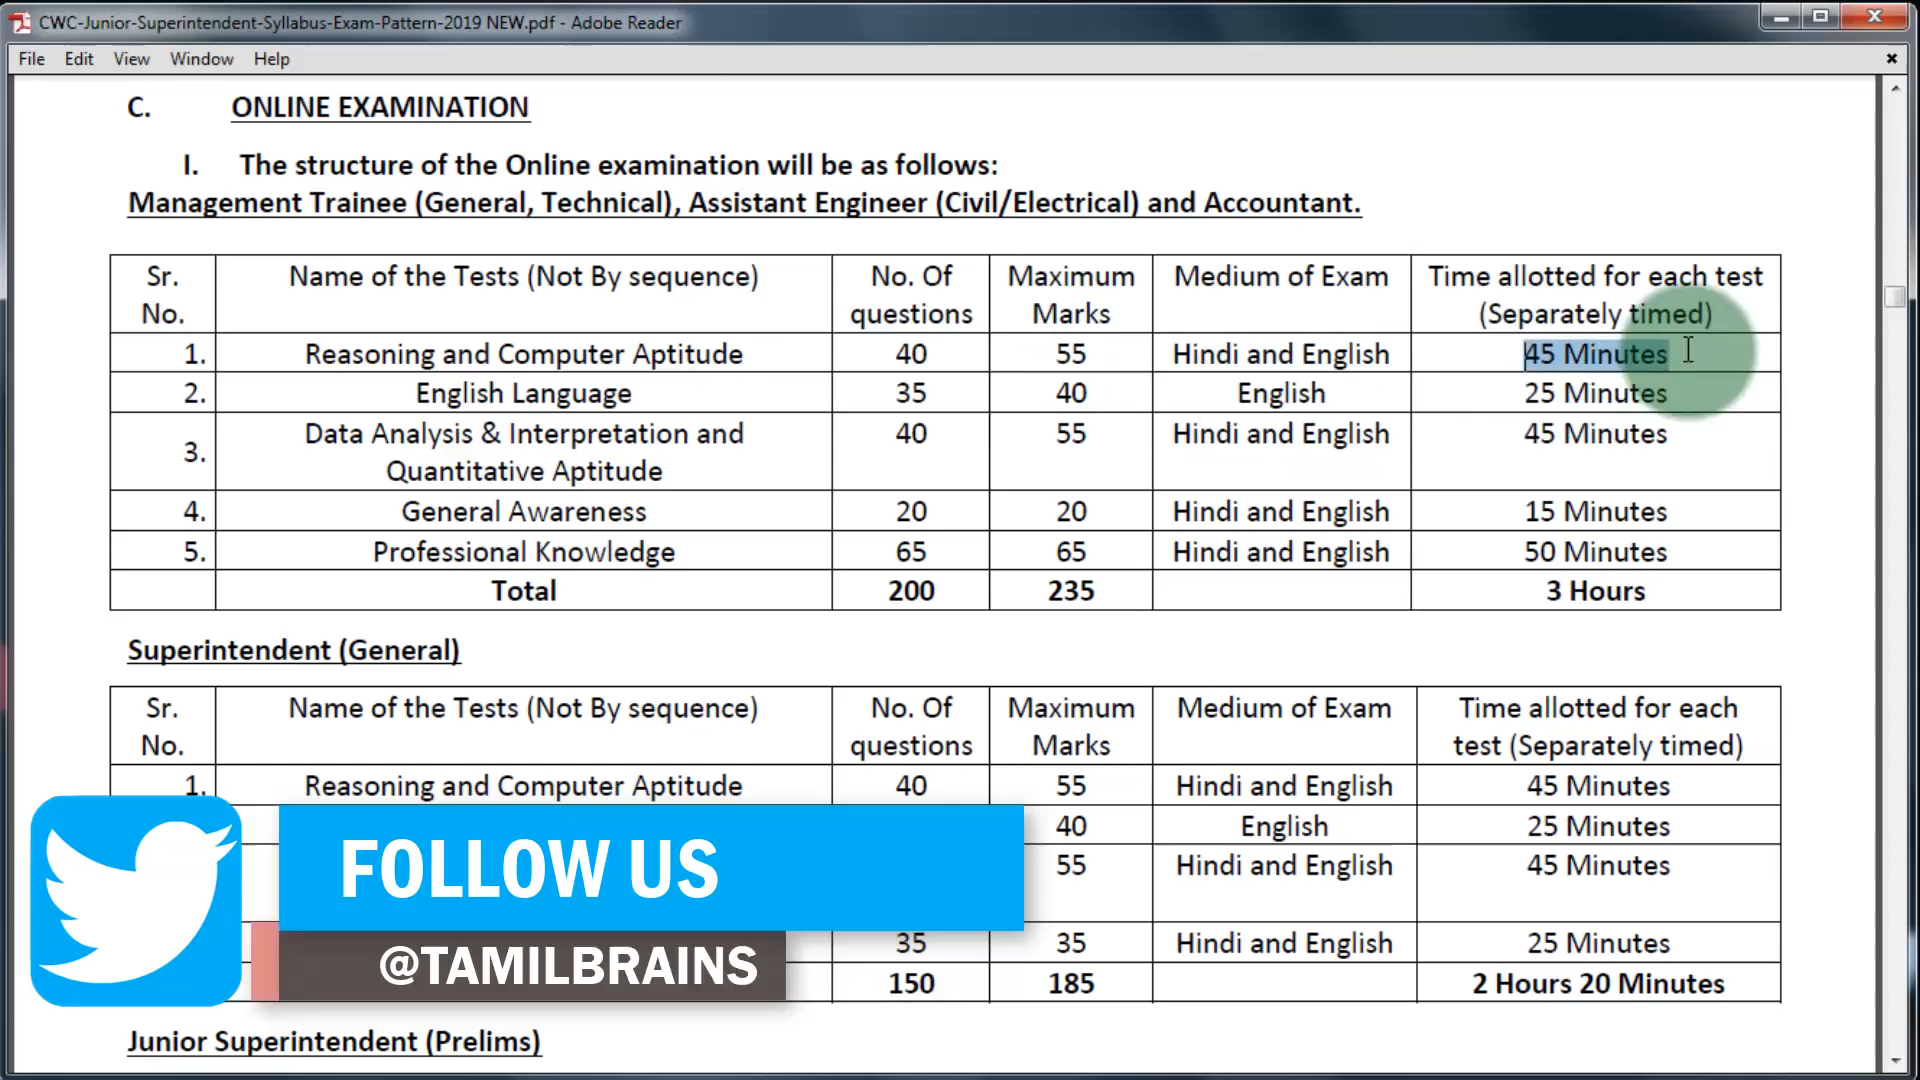 CWC-Junior-Superintendent-Syllabus-Exam-Pattern-2019 NEW.pdf - Adobe Reader
File Edit View Window Help
C. ONLINE EXAMINATION
I. The structure of the Online examination will be as follows:
Management Trainee (General, Technical), Assistant Engineer (Civil/Electrical) and Accountant.
Sr. No. Name of the Tests (Not By sequence) No. Of questions Maximum Marks Medium of Exam Time allotted for each test (Separately timed)
1. Reasoning and Computer Aptitude 40 55 Hindi and English 45 Minutes
2. English Language 35 40 English 25 Minutes
3. Data Analysis & Interpretation and Quantitative Aptitude 40 55 Hindi and English 45 Minutes
4. General Awareness 20 20 Hindi and English 15 Minutes
5. Professional Knowledge 65 65 Hindi and English 50 Minutes
Total 200 235 3 Hours
Superintendent (General)
Sr. No. Name of the Tests (Not By sequence) No. Of questions Maximum Marks Medium of Exam Time allotted for each test (Separately timed)
1. Reasoning and Computer Aptitude 40 55 Hindi and English 45 Minutes
40 English 25 Minutes
55 Hindi and English 45 Minutes
35 35 Hindi and English 25 Minutes
150 185 2 Hours 20 Minutes
FOLLOW US
@TAMILBRAINS
Junior Superintendent (Prelims)